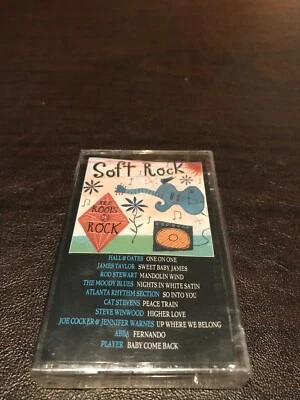 Soft Rock
THE
ROOTS
OF
ROCK
HALL & OATES ONE ON ONE
JAMES TAYLOR SWEET BABY JAMES
ROD STEWART MANDOLIN WIND
THE MOODY BLUES NIGHTS IN WHITE SATIN
ATLANTA RHYTHM SECTION SO INTO YOU
CAT STEVENS PEACE TRAIN
STEVE WINWOOD HIGHER LOVE
JOE COCKER & JENNIFER WARNES UP WHERE WE BELONG
ABBA FERNANDO
PLAYER BABY COME BACK